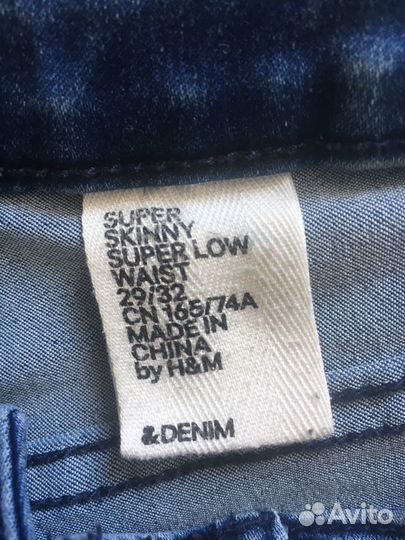 SUPER
SKINNY
SUPER LOW
WAIST
29/32
CN 165/74A
MADE IN
CHINA
by H&M
&DENIM
Avito